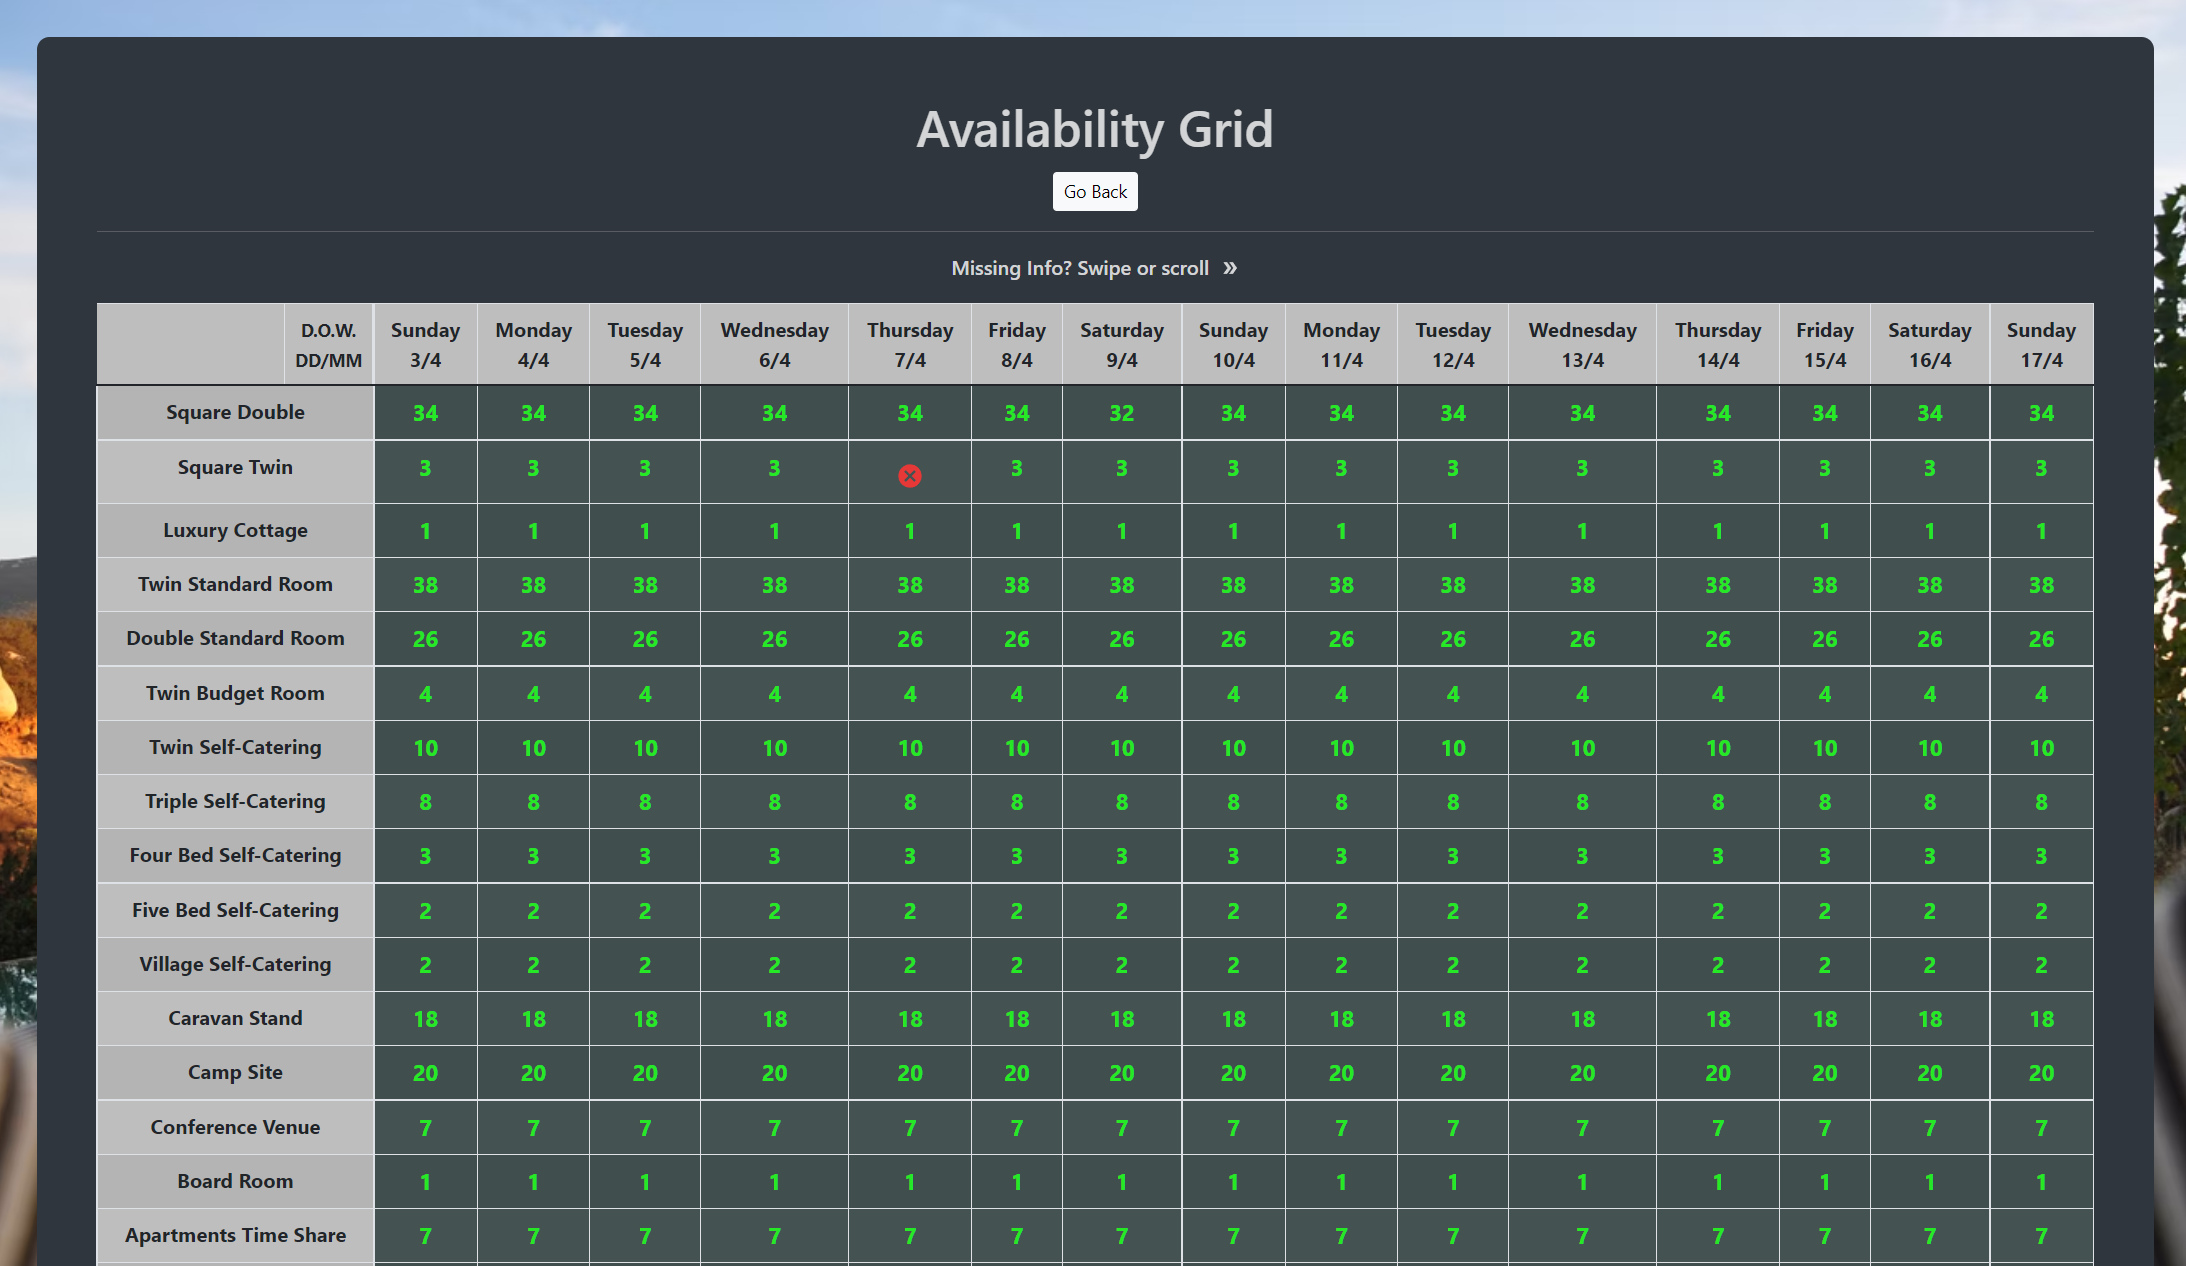 Availability Grid
Go Back
Missing Info? Swipe or scroll »
D.O.W. Sunday Monday Tuesday Wednesday Thursday Friday Saturday Sunday Monday Tuesday Wednesday Thursday Friday Saturday Sunday
DD/MM 3/4 4/4 5/4 6/4 7/4 8/4 9/4 10/4 11/4 12/4 13/4 14/4 15/4 16/4 17/4
Square Double 34 34 34 34 34 34 32 34 34 34 34 34 34 34 34
Square Twin 3 3 3 3 3 3 3 3 3 3 3 3 3 3
Luxury Cottage 1 1 1 1 1 1 1 1 1 1 1 1 1 1 1
Twin Standard Room 38 38 38 38 38 38 38 38 38 38 38 38 38 38 38
Double Standard Room 26 26 26 26 26 26 26 26 26 26 26 26 26 26 26
Twin Budget Room 4 4 4 4 4 4 4 4 4 4 4 4 4 4 4
Twin Self-Catering 10 10 10 10 10 10 10 10 10 10 10 10 10 10 10
Triple Self-Catering 8 8 8 8 8 8 8 8 8 8 8 8 8 8 8
Four Bed Self-Catering 3 3 3 3 3 3 3 3 3 3 3 3 3 3 3
Five Bed Self-Catering 2 2 2 2 2 2 2 2 2 2 2 2 2 2 2
Village Self-Catering 2 2 2 2 2 2 2 2 2 2 2 2 2 2 2
Caravan Stand 18 18 18 18 18 18 18 18 18 18 18 18 18 18 18
Camp Site 20 20 20 20 20 20 20 20 20 20 20 20 20 20 20
Conference Venue 7 7 7 7 7 7 7 7 7 7 7 7 7 7 7
Board Room 1 1 1 1 1 1 1 1 1 1 1 1 1 1 1
Apartments Time Share 7 7 7 7 7 7 7 7 7 7 7 7 7 7 7